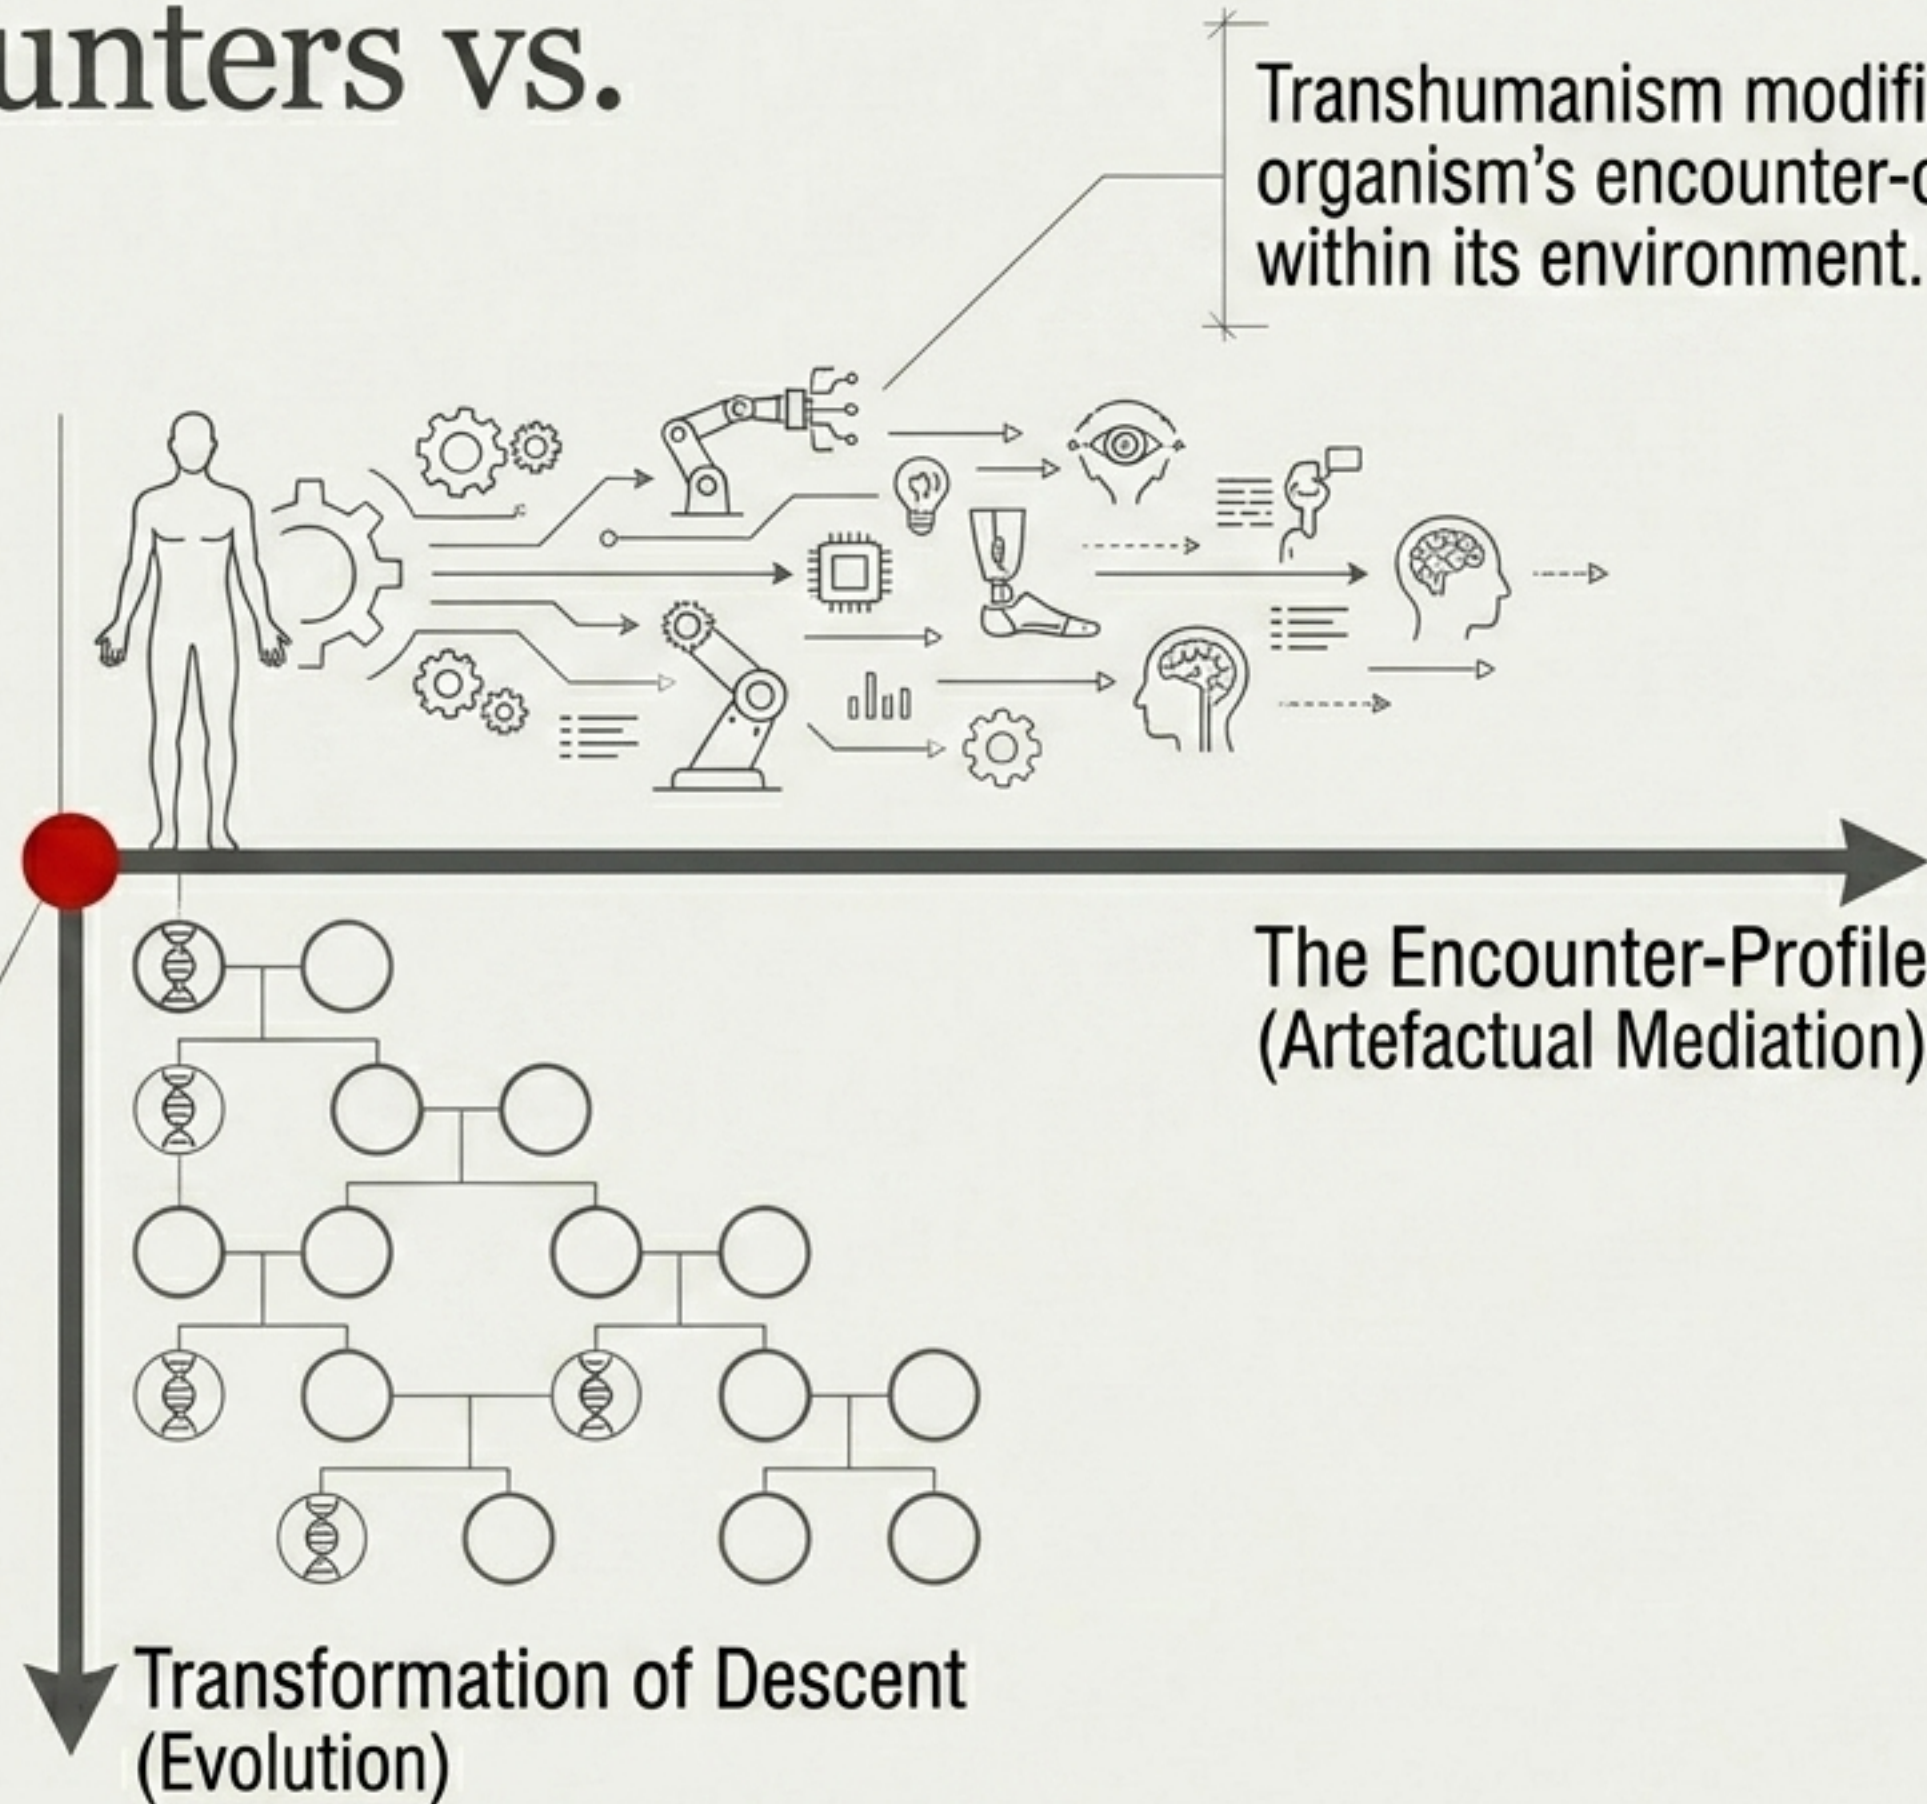 unters vs.
Transhumanism modifi
organism's encounter-
within its environment.
The Encounter-Profile
(Artefactual Mediation)
Transformation of Descent
(Evolution)